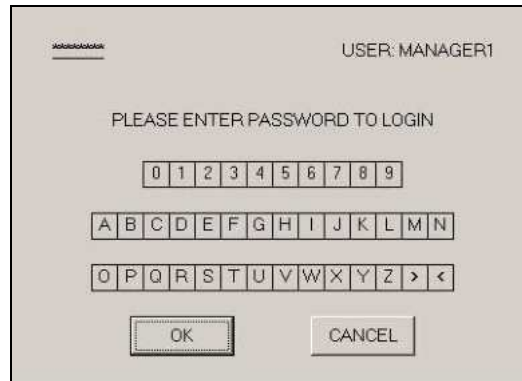 ********** USER: MANAGER1
PLEASE ENTER PASSWORD TO LOGIN
0 1 2 3 4 5 6 7 8 9
A B C D E F G H I J K L M N
O P Q R S T U V W X Y Z > <
OK CANCEL